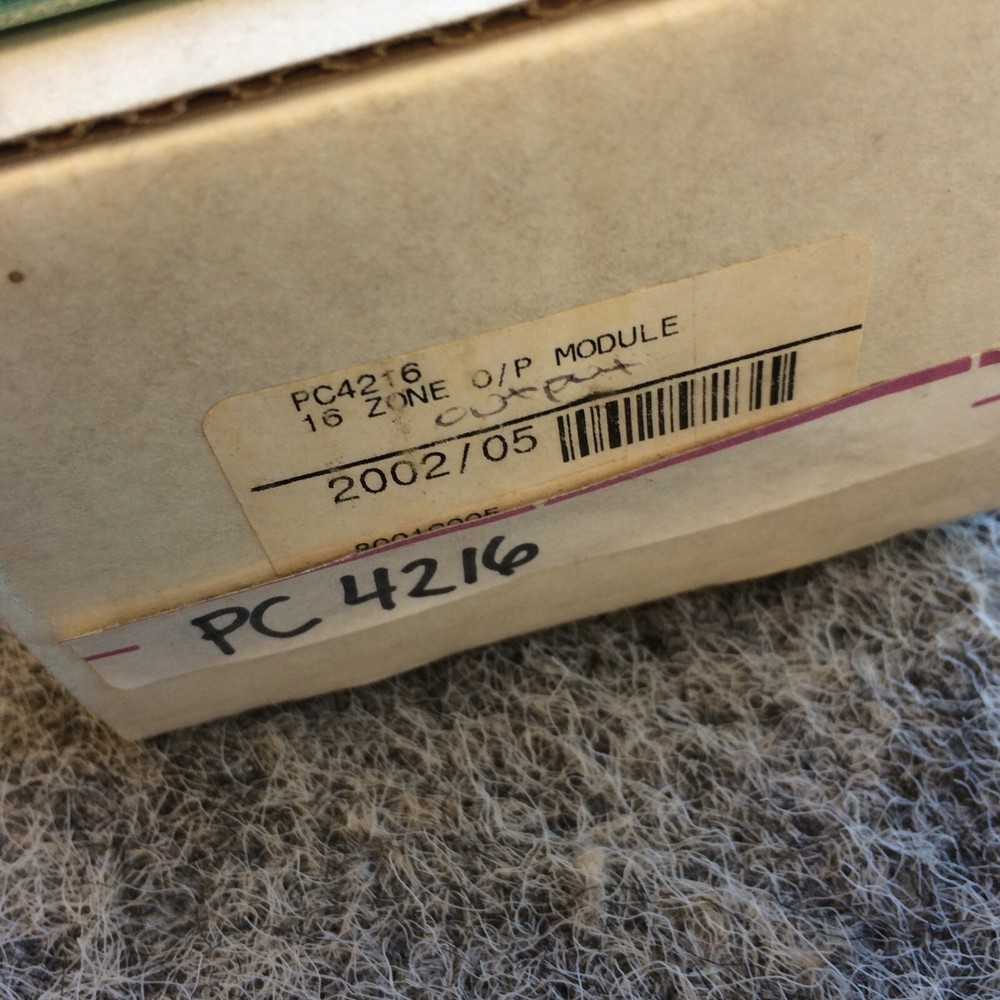 PC4216
16 ZONE O/P MODULE
output
2002/05
PC 4216